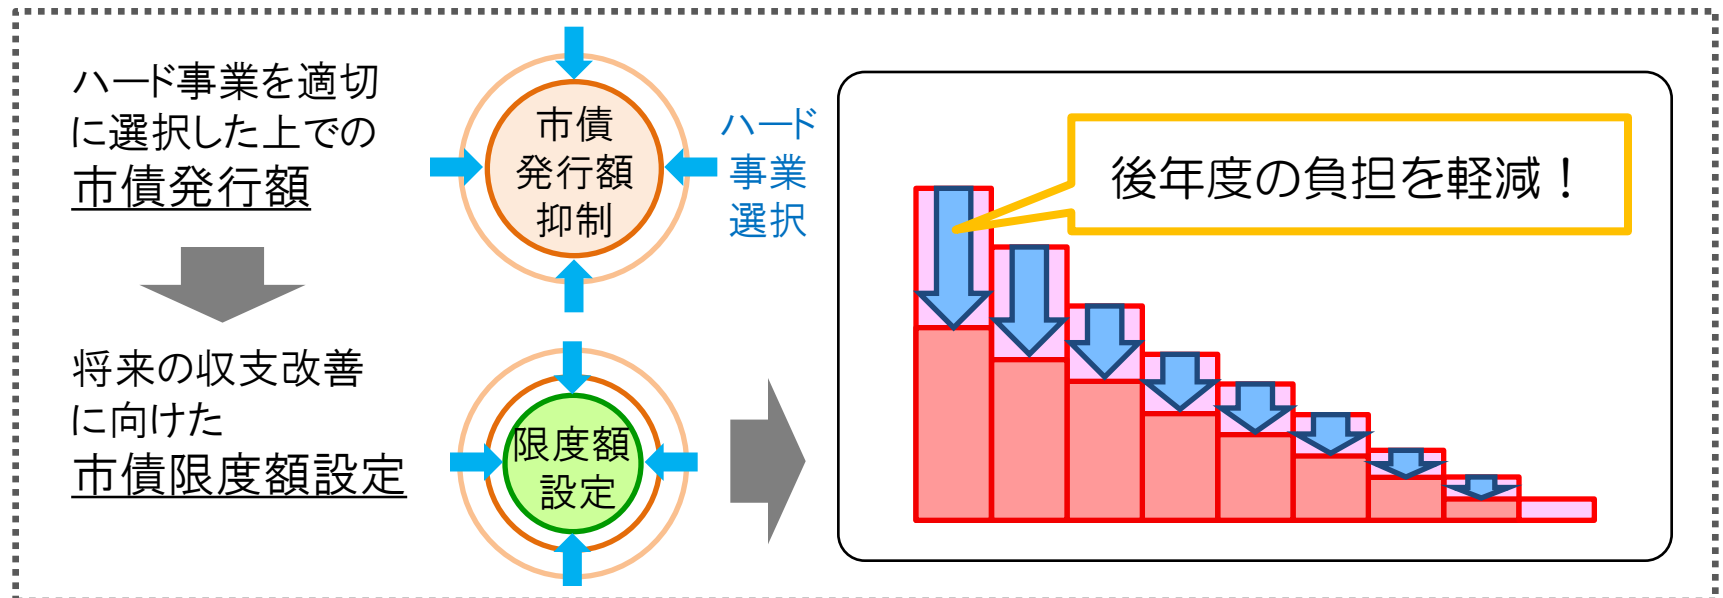 ハード事業を適切
に選択した上での
市債発行額
市債
発行額
抑制
ハード
事業
選択
将来の収支改善
に向けた
市債限度額設定
限度額
設定
後年度の負担を軽減！